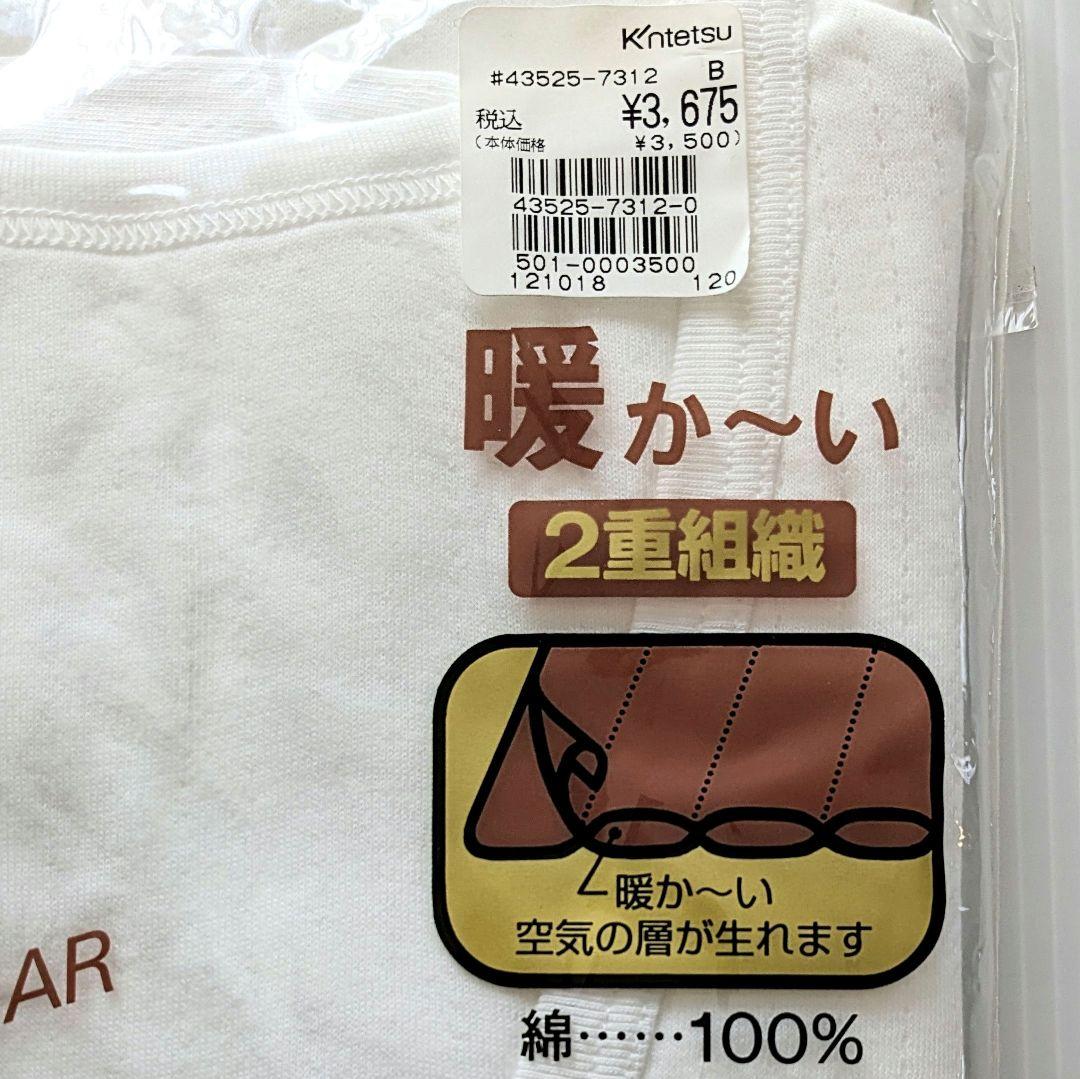 Kintetsu
#43525-7312 B
税込 ¥3,675
(本体価格 ¥3,500)
43525-7312-0
501-0003500
121018 120
暖か〜い
2重組織
暖か〜い
空気の層が生れます
AR
綿……100%